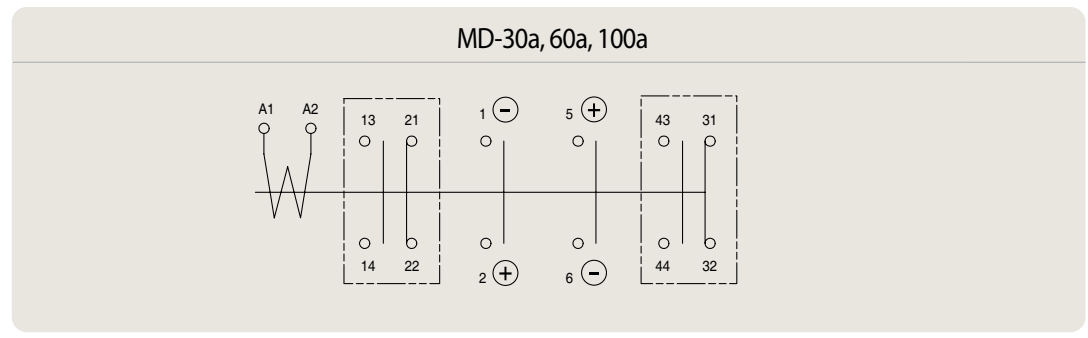 MD-30a, 60a, 100a
A1 A2 13 21 1 - 5 + 43 31
14 22 2 + 6 - 44 32